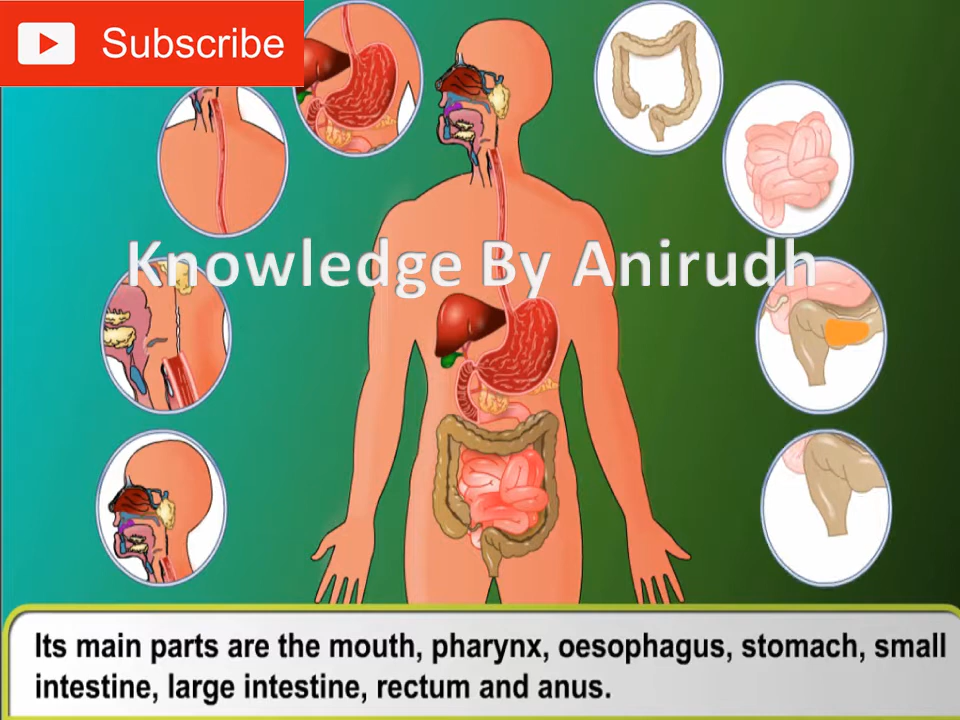 Subscribe
Knowledge By Anirudh
Its main parts are the mouth, pharynx, oesophagus, stomach, small
intestine, large intestine, rectum and anus.